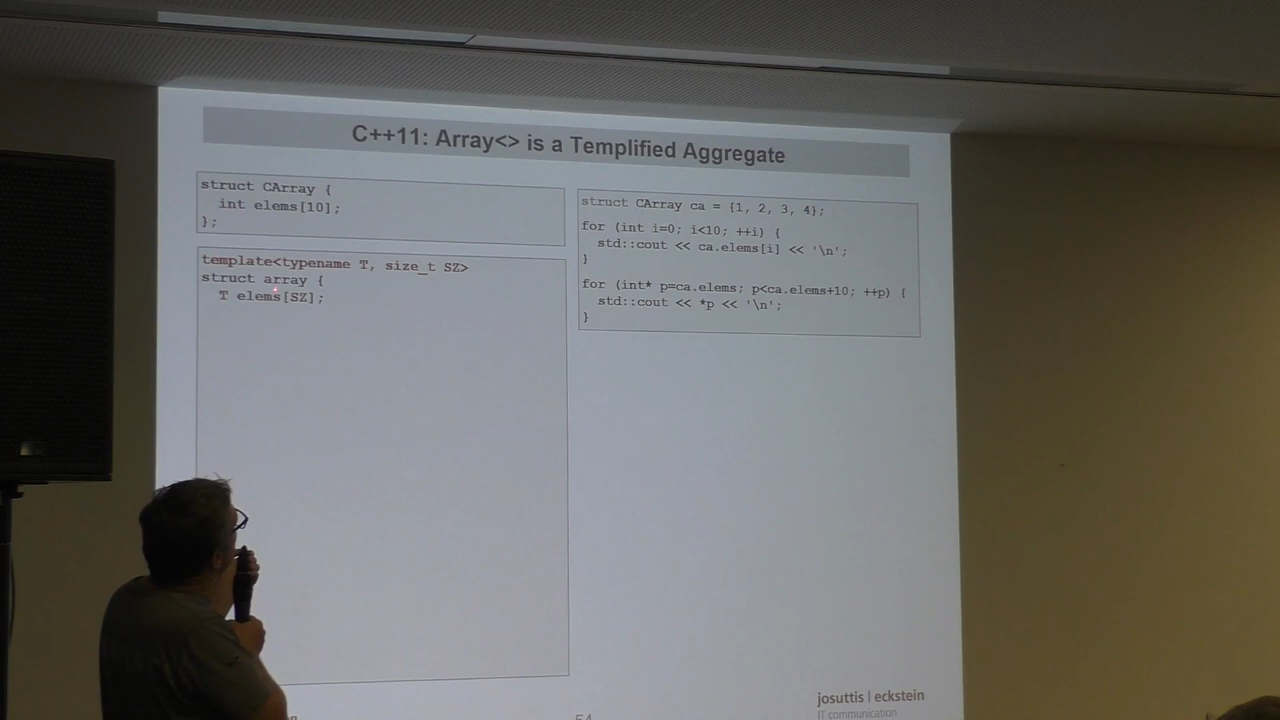 C++11: Array<> is a Templified Aggregate
struct CArray {
  int elems[10];
};
template<typename T, size_t SZ>
struct array {
  T elems[SZ];
struct CArray ca = {1, 2, 3, 4};
for (int i=0; i<10; ++i) {
  std::cout << ca.elems[i] << '\n';
}
for (int* p=ca.elems; p<ca.elems+10; ++p) {
  std::cout << *p << '\n';
}
54
josuttis | eckstein
IT communication